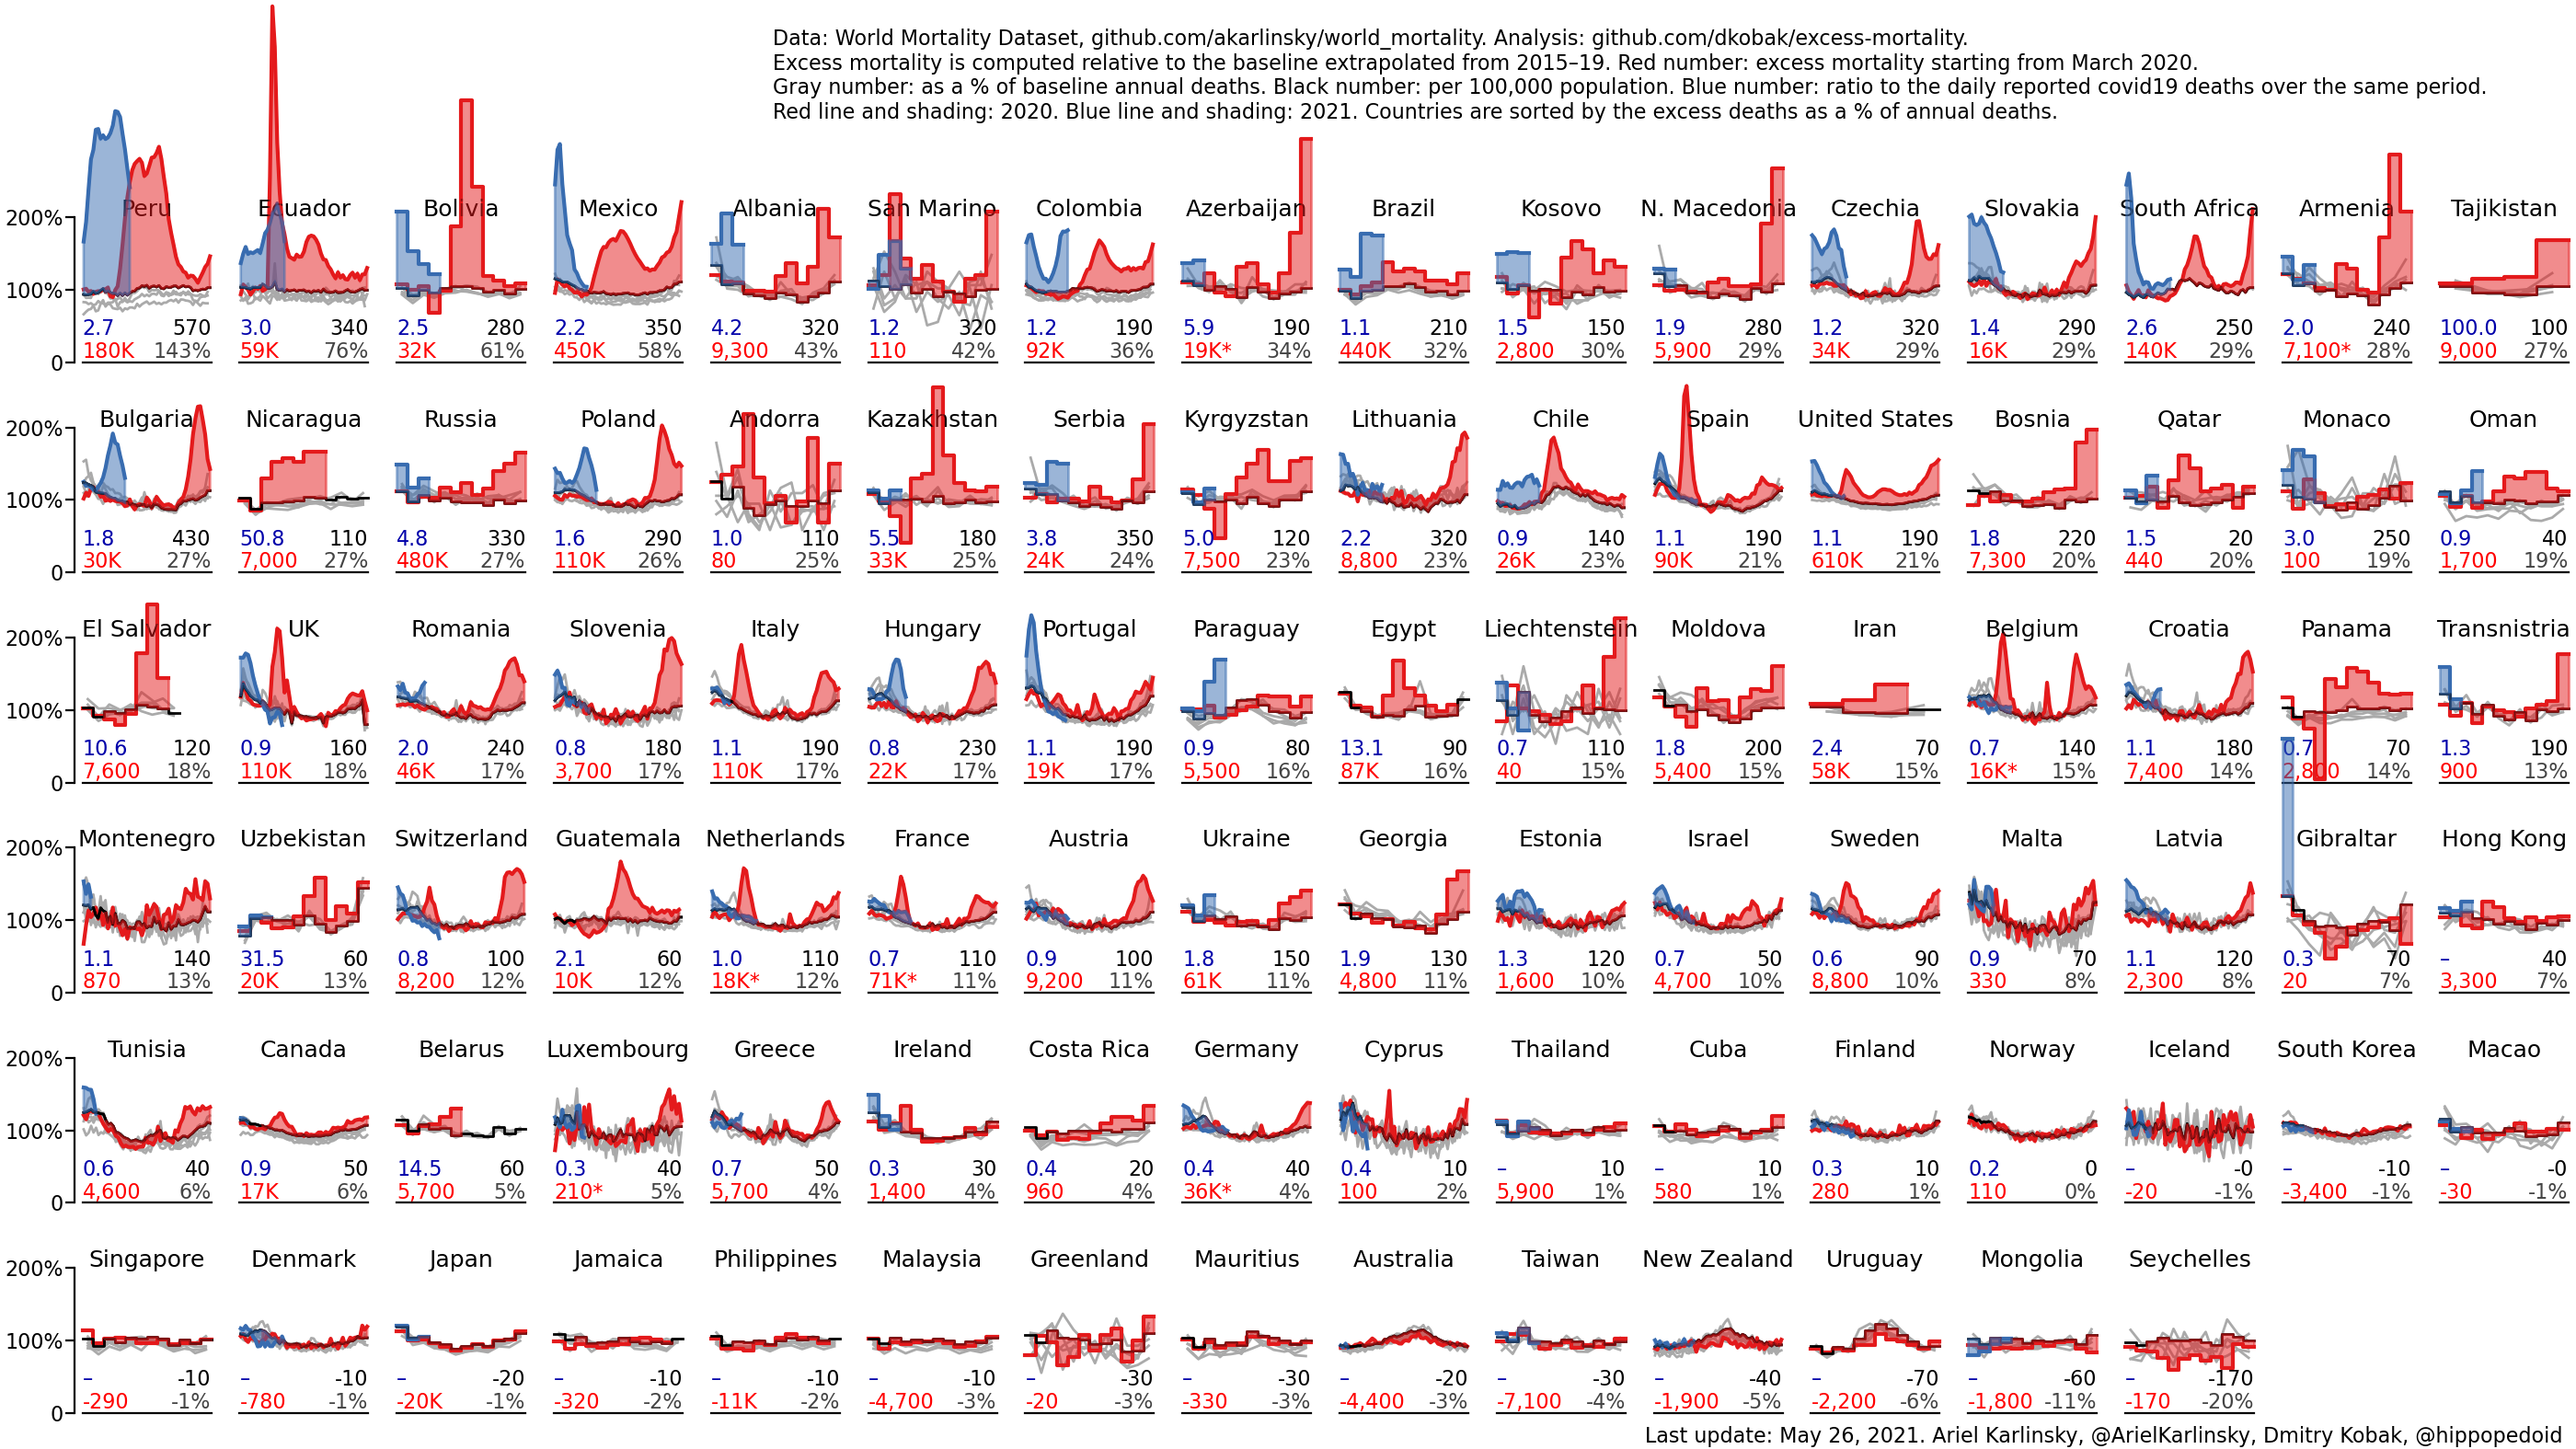 Data: World Mortality Dataset, github.com/akarlinsky/world_mortality. Analysis: github.com/dkobak/excess-mortality.
Excess mortality is computed relative to the baseline extrapolated from 2015–19. Red number: excess mortality starting from March 2020.
Gray number: as a % of baseline annual deaths. Black number: per 100,000 population. Blue number: ratio to the daily reported covid19 deaths over the same period.
Red line and shading: 2020. Blue line and shading: 2021. Countries are sorted by the excess deaths as a % of annual deaths.
Peru Ecuador Bolivia Mexico Albania San Marino Colombia Azerbaijan Brazil Kosovo N. Macedonia Czechia Slovakia South Africa Armenia Tajikistan
200%
100%
2.7 570 3.0 340 2.5 280 2.2 350 4.2 320 1.2 320 1.2 190 5.9 190 1.1 210 1.5 150 1.9 280 1.2 320 1.4 290 2.6 250 2.0 240 100.0 100
180K 143% 59K 76% 32K 61% 450K 58% 9,300 43% 110 42% 92K 36% 19K* 34% 440K 32% 2,800 30% 5,900 29% 34K 29% 16K 29% 140K 29% 7,100* 28% 9,000 27%
0
Bulgaria Nicaragua Russia Poland Andorra Kazakhstan Serbia Kyrgyzstan Lithuania Chile Spain United States Bosnia Qatar Monaco Oman
200%
100%
1.8 430 50.8 110 4.8 330 1.6 290 1.0 110 5.5 180 3.8 350 5.0 120 2.2 320 0.9 140 1.1 190 1.1 190 1.8 220 1.5 20 3.0 250 0.9 40
30K 27% 7,000 27% 480K 27% 110K 26% 80 25% 33K 25% 24K 24% 7,500 23% 8,800 23% 26K 23% 90K 21% 610K 21% 7,300 20% 440 20% 100 19% 1,700 19%
0
El Salvador UK Romania Slovenia Italy Hungary Portugal Paraguay Egypt Liechtenstein Moldova Iran Belgium Croatia Panama Transnistria
200%
100%
10.6 120 0.9 160 2.0 240 0.8 180 1.1 190 0.8 230 1.1 190 0.9 80 13.1 90 0.7 110 1.8 200 2.4 70 0.7 140 1.1 180 0.7 70 1.3 190
7,600 18% 110K 18% 46K 17% 3,700 17% 110K 17% 22K 17% 19K 17% 5,500 16% 87K 16% 40 15% 5,400 15% 58K 15% 16K* 15% 7,400 14% 2,800 14% 900 13%
0
Montenegro Uzbekistan Switzerland Guatemala Netherlands France Austria Ukraine Georgia Estonia Israel Sweden Malta Latvia Gibraltar Hong Kong
200%
100%
1.1 140 31.5 60 0.8 100 2.1 60 1.0 110 0.7 110 0.9 100 1.8 150 1.9 130 1.3 120 0.7 50 0.6 90 0.9 70 1.1 120 0.3 70 – 40
870 13% 20K 13% 8,200 12% 10K 12% 18K* 12% 71K* 11% 9,200 11% 61K 11% 4,800 11% 1,600 10% 4,700 10% 8,800 10% 330 8% 2,300 8% 20 7% 3,300 7%
0
Tunisia Canada Belarus Luxembourg Greece Ireland Costa Rica Germany Cyprus Thailand Cuba Finland Norway Iceland South Korea Macao
200%
100%
0.6 40 0.9 50 14.5 60 0.3 40 0.7 50 0.3 30 0.4 20 0.4 40 0.4 10 – 10 – 10 0.3 10 0.2 0 – -0 – -10 – -0
4,600 6% 17K 6% 5,700 5% 210* 5% 5,700 4% 1,400 4% 960 4% 36K* 4% 100 2% 5,900 1% 580 1% 280 1% 110 0% -20 -1% -3,400 -1% -30 -1%
0
Singapore Denmark Japan Jamaica Philippines Malaysia Greenland Mauritius Australia Taiwan New Zealand Uruguay Mongolia Seychelles
200%
100%
– -10 – -10 – -20 – -10 – -10 – -10 – -30 – -30 – -20 – -30 – -40 – -70 – -60 – -170
-290 -1% -780 -1% -20K -1% -320 -2% -11K -2% -4,700 -3% -20 -3% -330 -3% -4,400 -3% -7,100 -4% -1,900 -5% -2,200 -6% -1,800 -11% -170 -20%
0
Last update: May 26, 2021. Ariel Karlinsky, @ArielKarlinsky, Dmitry Kobak, @hippopedoid